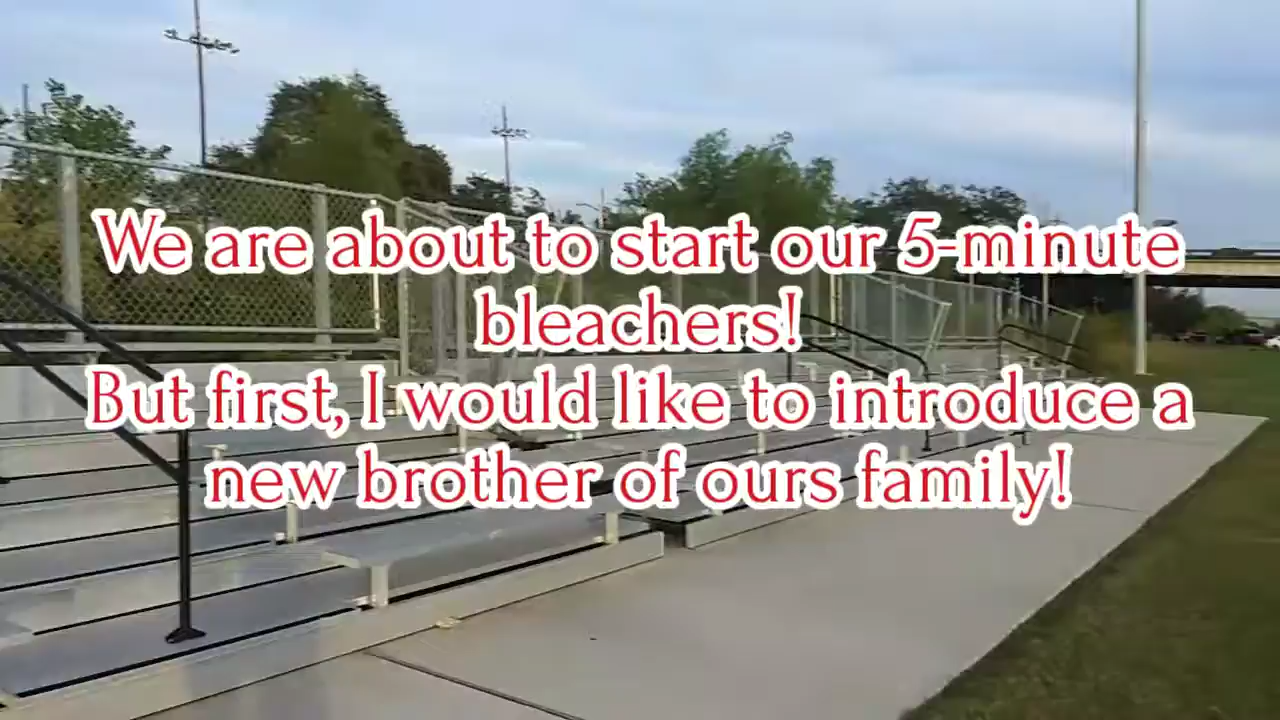 We are about to start our 5-minute
bleachers!
But first, I would like to introduce a
new brother of ours family!